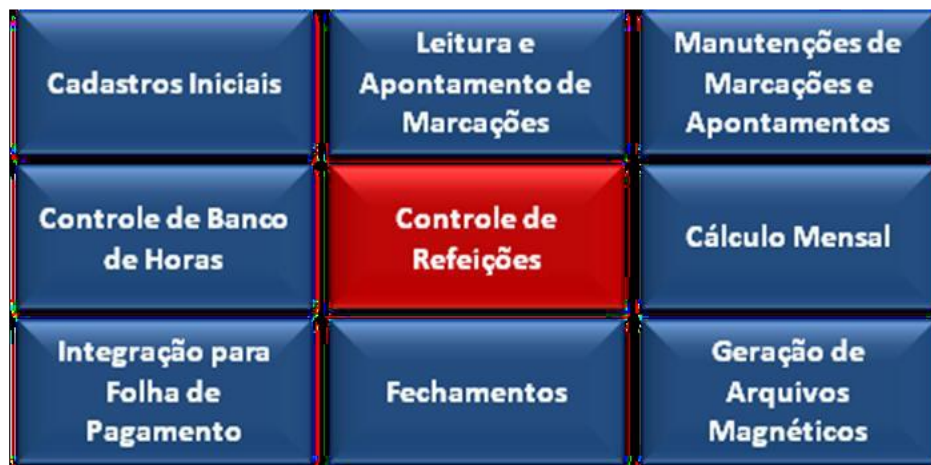 Cadastros Iniciais
Leitura e
Apontamento de
Marcações
Manutenções de
Marcações e
Apontamentos
Controle de Banco
de Horas
Controle de
Refeições
Cálculo Mensal
Integração para
Folha de
Pagamento
Fechamentos
Geração de
Arquivos
Magnéticos